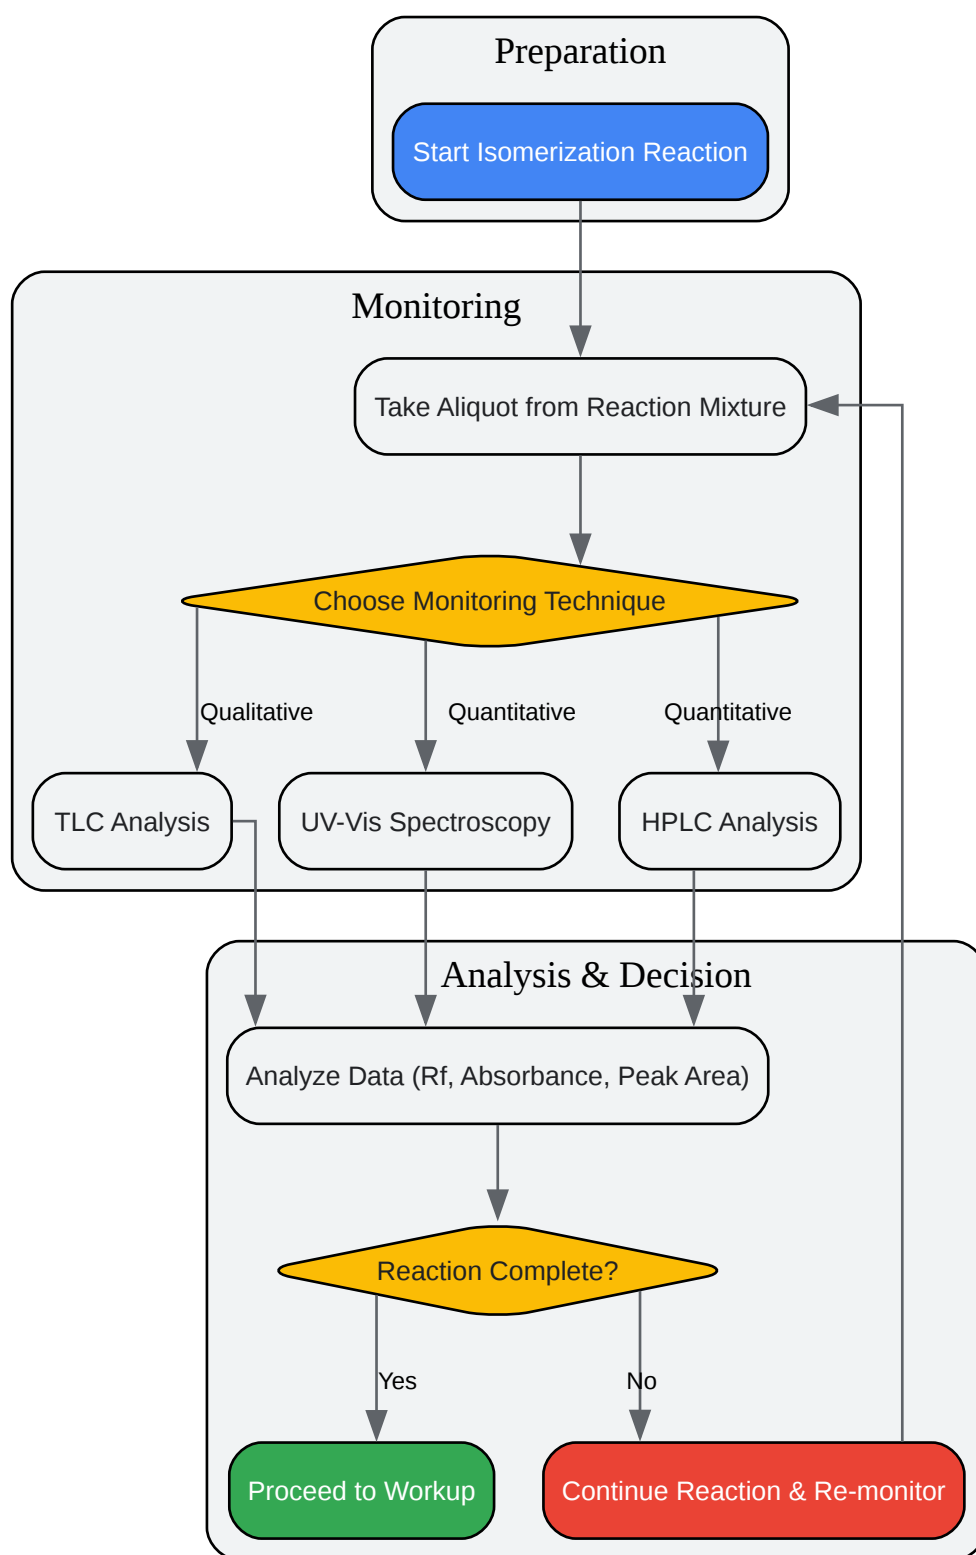 Preparation
Start Isomerization Reaction
Monitoring
Take Aliquot from Reaction Mixture
Choose Monitoring Technique
Qualitative
Quantitative
Quantitative
TLC Analysis
UV-Vis Spectroscopy
HPLC Analysis
Analysis & Decision
Analyze Data (Rf, Absorbance, Peak Area)
Reaction Complete?
Yes
No
Proceed to Workup
Continue Reaction & Re-monitor